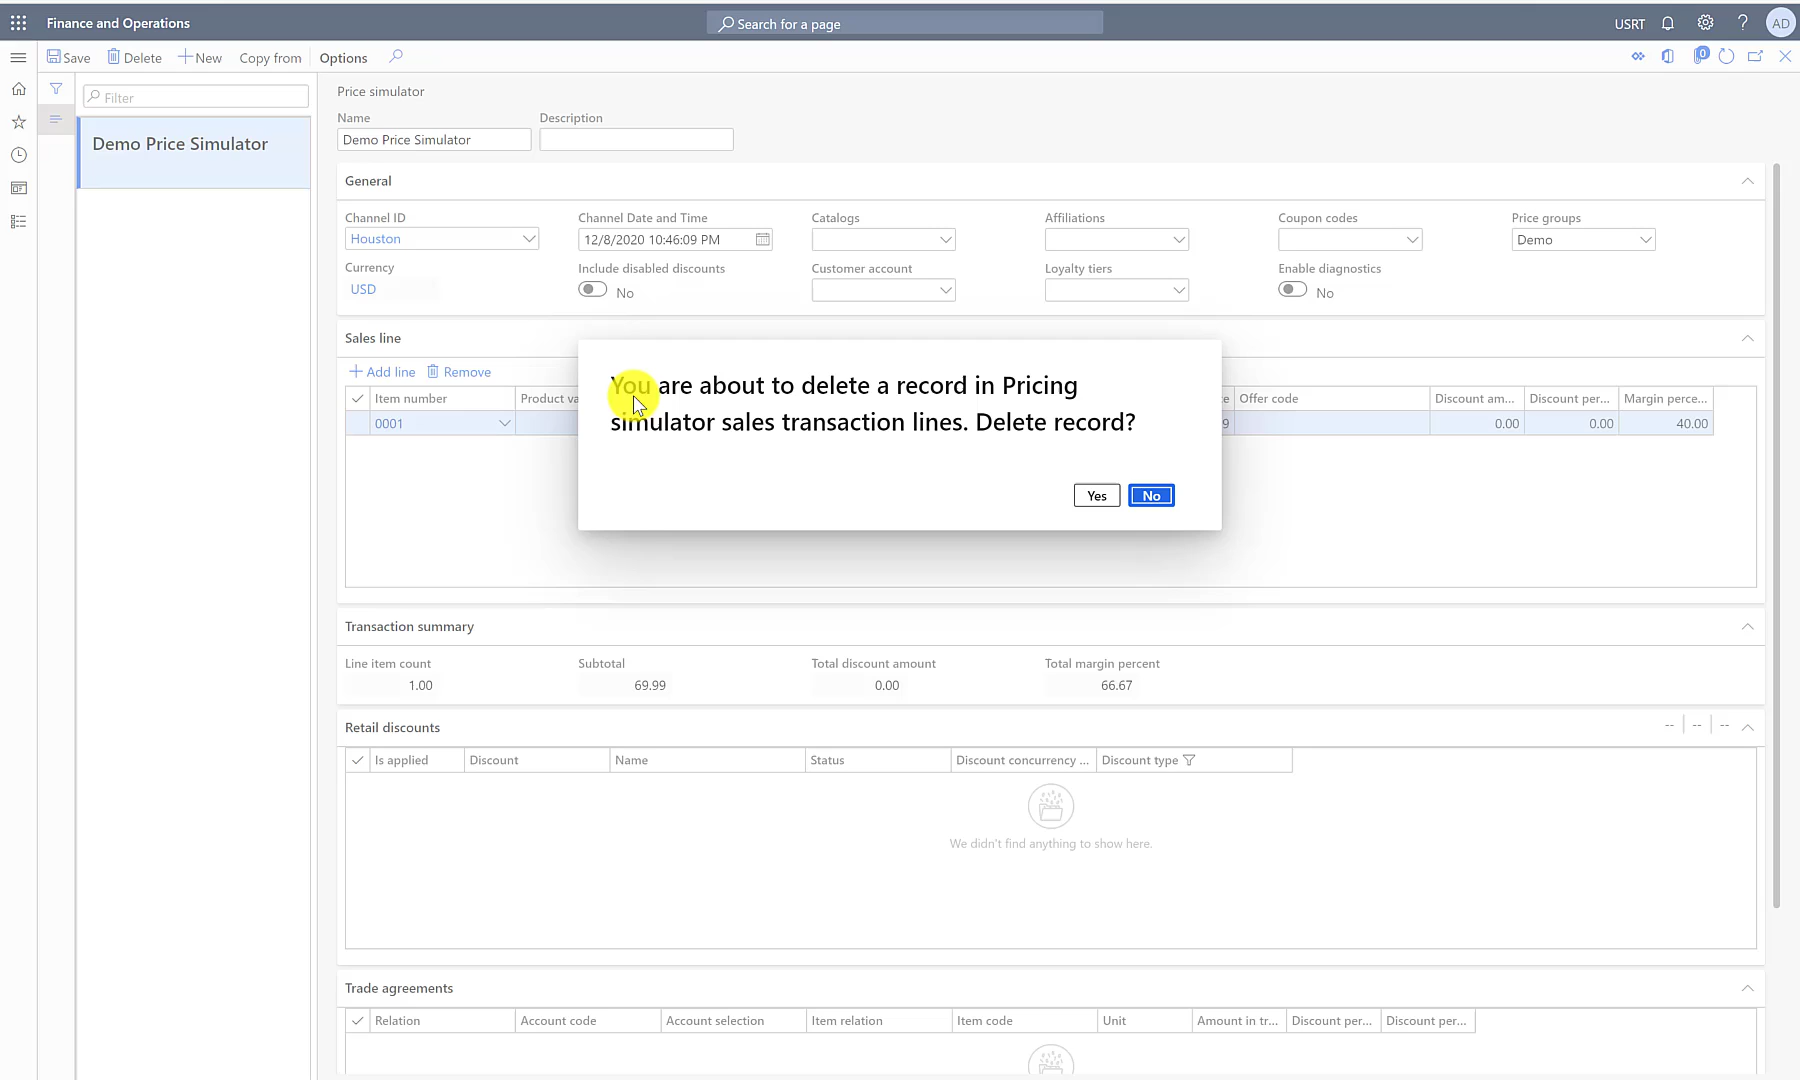 Finance and Operations
Search for a page
USRT
?
AD
Save
Delete
New
Copy from
Options
0
Filter
Demo Price Simulator
Price simulator
Name
Description
Demo Price Simulator
General
Channel ID
Channel Date and Time
Catalogs
Affiliations
Coupon codes
Price groups
Houston
12/8/2020 10:46:09 PM
Demo
Currency
Include disabled discounts
Customer account
Loyalty tiers
Enable diagnostics
USD
No
No
Sales line
Add line
Remove
You are about to delete a record in Pricing
simulator sales transaction lines. Delete record?
Yes
No
Item number
Product va
Offer code
Discount am...
Discount per...
Margin perce...
0001
9
0.00
0.00
40.00
Transaction summary
Line item count
Subtotal
Total discount amount
Total margin percent
1.00
69.99
0.00
66.67
Retail discounts
-- -- --
Is applied
Discount
Name
Status
Discount concurrency ...
Discount type
We didn't find anything to show here.
Trade agreements
Relation
Account code
Account selection
Item relation
Item code
Unit
Amount in tr...
Discount per...
Discount per...